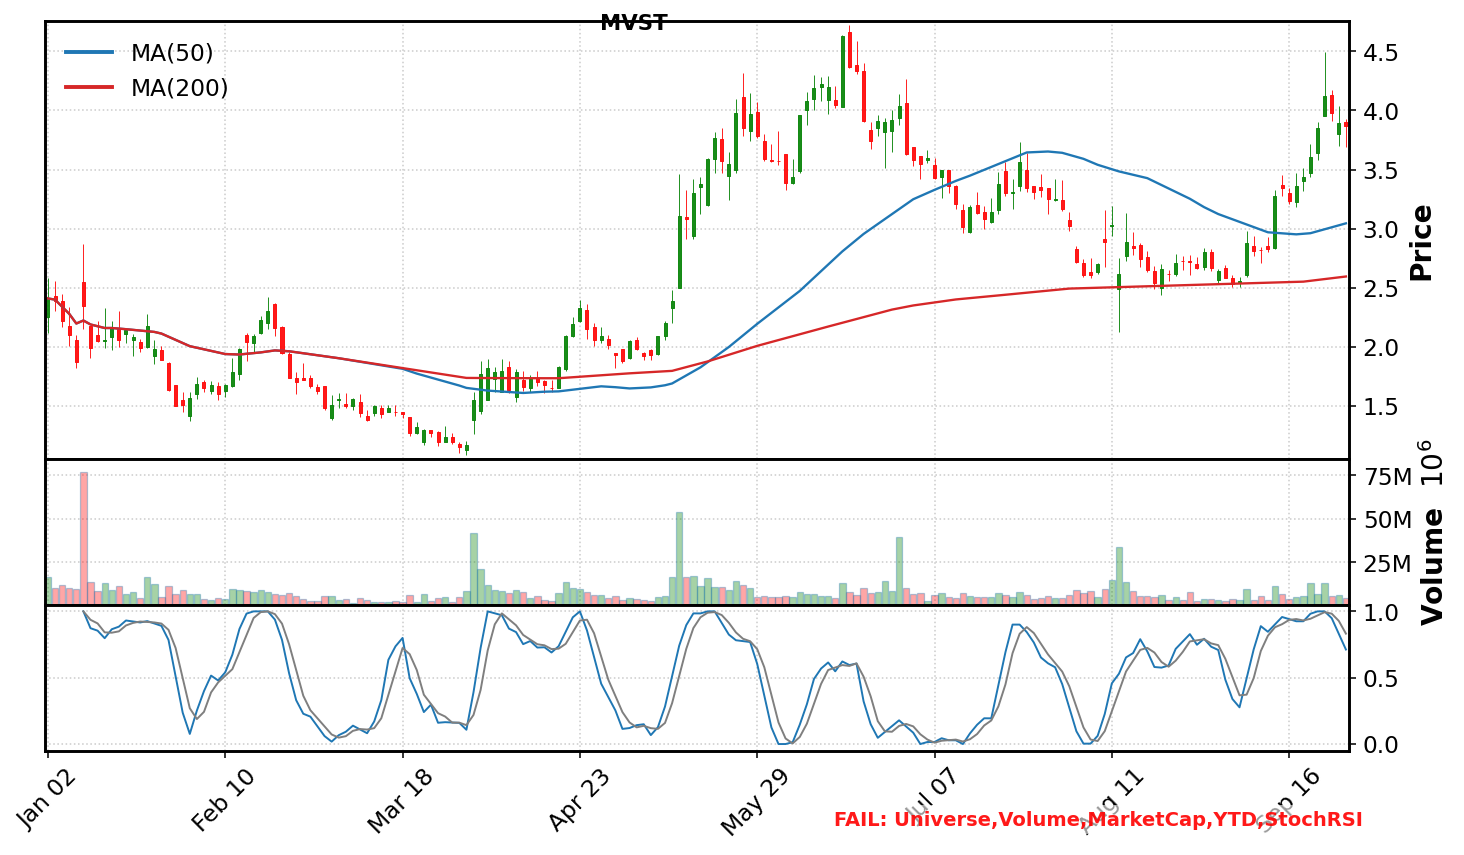 MVST
MA(50)
MA(200)
4.5
4.0
3.5
3.0
2.5
2.0
1.5
Price
75M
50M
25M
Volume 10^6
1.0
0.5
0.0
Jan 02
Feb 10
Mar 18
Apr 23
May 29
Jul 07
Aug 11
Sep 16
FAIL: Universe,Volume,MarketCap,YTD,StochRSI